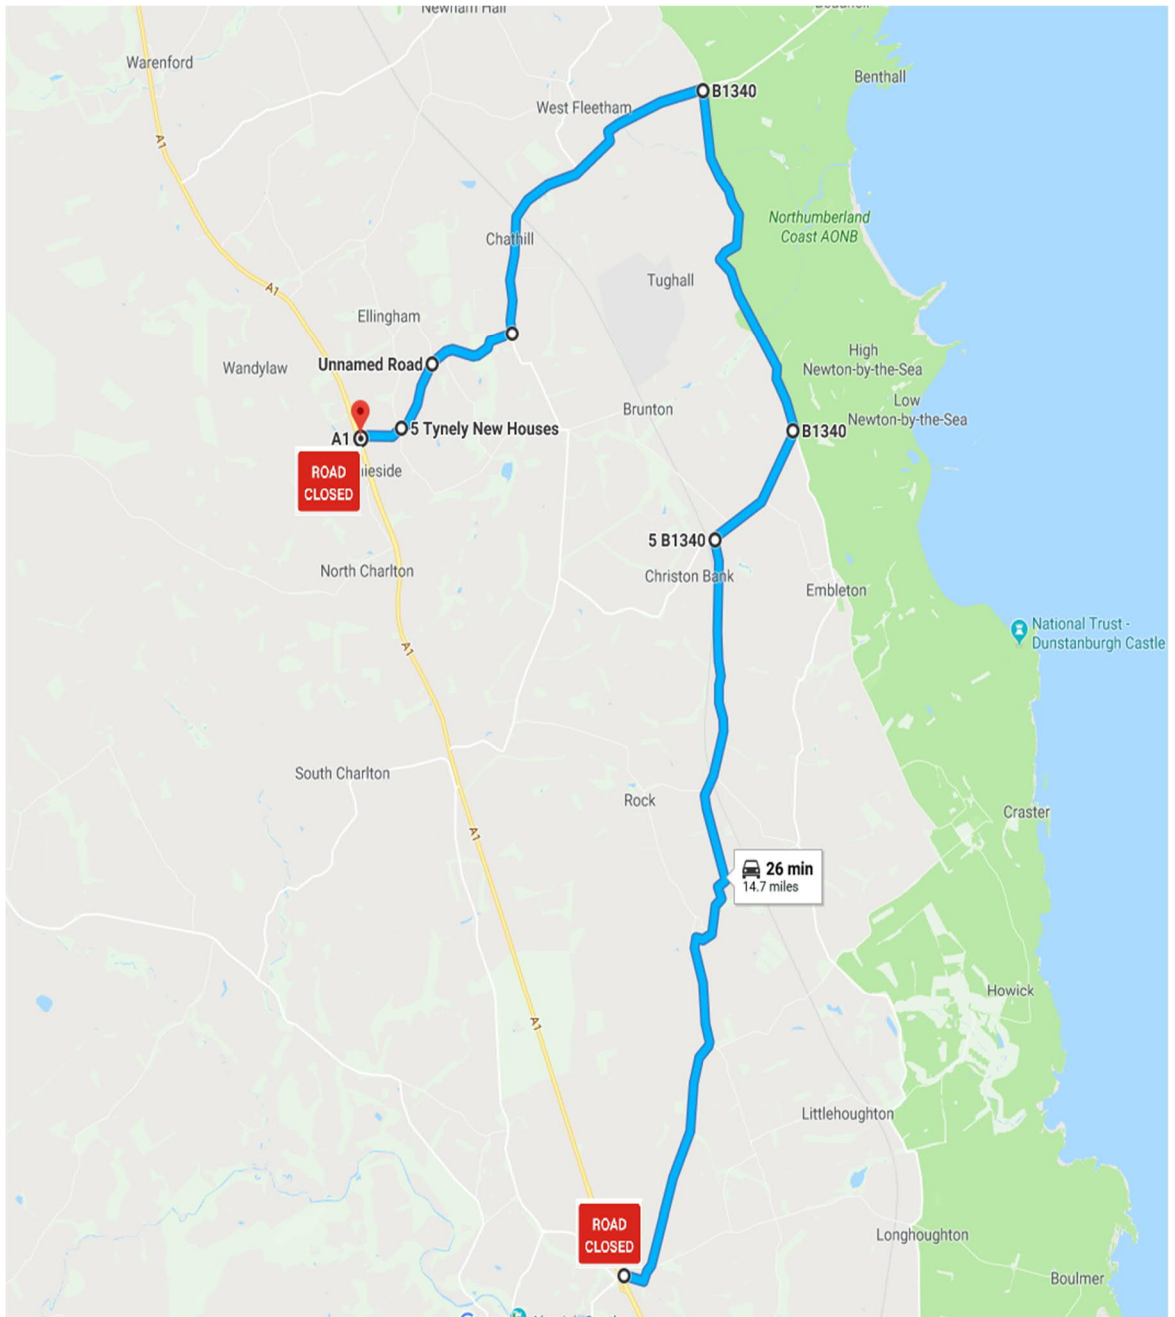 Newham Hall
Warenford
Benthall
B1340
West Fleetham
A1
Northumberland
Coast AONB
Chathill
Tughall
A1
Ellingham
High
Newton-by-the-Sea
Unnamed Road
Wandylaw
Low
Newton-by-the-Sea
Brunton
5 Tynely New Houses
B1340
A1
ROAD
CLOSED
ieside
5 B1340
North Charlton
Christon Bank
Embleton
National Trust -
Dunstanburgh Castle
A1
South Charlton
Rock
Craster
A1
26 min
14.7 miles
Howick
A1
Littlehoughton
ROAD
CLOSED
Longhoughton
Boulmer